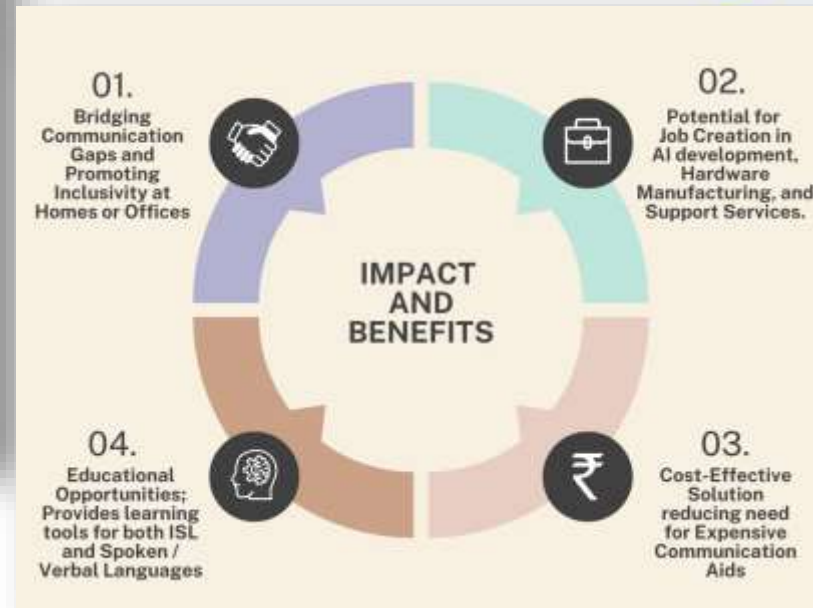 01.
Bridging
Communication
Gaps and
Promoting
Inclusivity at
Homes or Offices
02.
Potential for
Job Creation in
AI development,
Hardware
Manufacturing, and
Support Services.
IMPACT
AND
BENEFITS
04.
Educational
Opportunities;
Provides learning
tools for both ISL
and Spoken /
Verbal Languages
₹
03.
Cost-Effective
Solution
reducing need
for Expensive
Communication
Aids